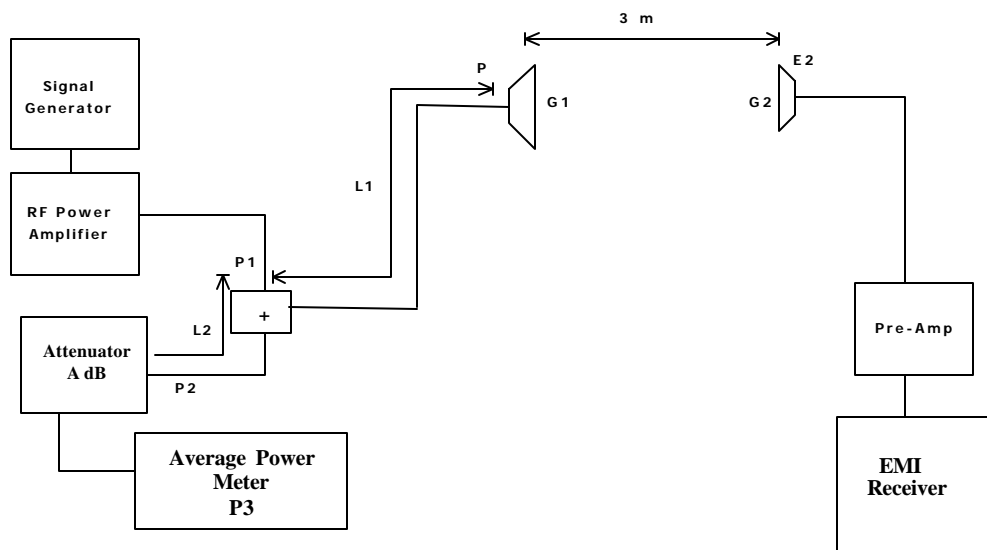 3 m
P
E2
G1
G2
Signal
Generator
L1
RF Power
Amplifier
P1
+
L2
Pre-Amp
Attenuator
A dB
P2
Average Power
Meter
P3
EMI
Receiver